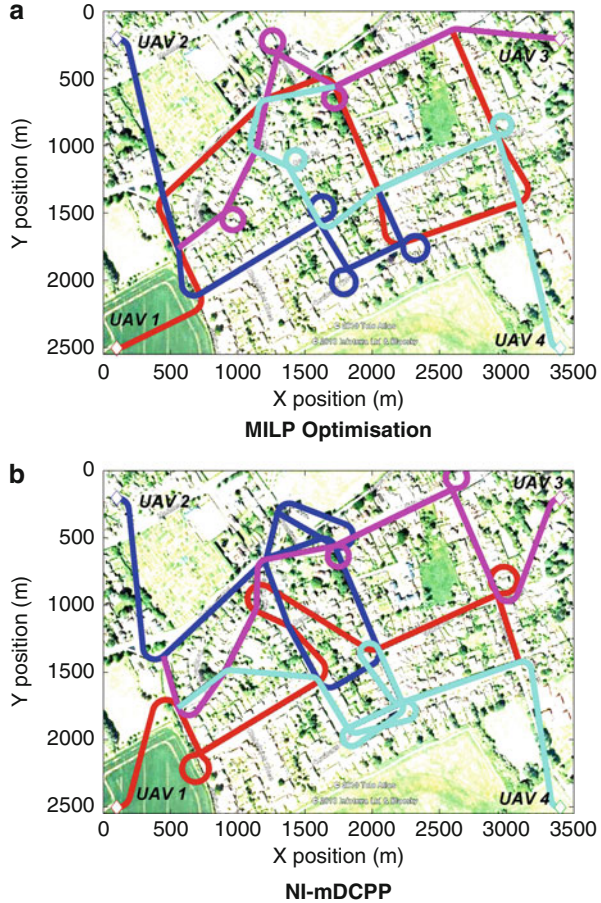 a
0
500
1000
1500
2000
2500
Y position (m)
UAV 2
UAV 3
UAV 1
UAV 4
0 500 1000 1500 2000 2500 3000 3500
X position (m)
MILP Optimisation
b
0
500
1000
1500
2000
2500
Y position (m)
UAV 2
UAV 3
UAV 1
UAV 4
0 500 1000 1500 2000 2500 3000 3500
X position (m)
NI-mDCPP